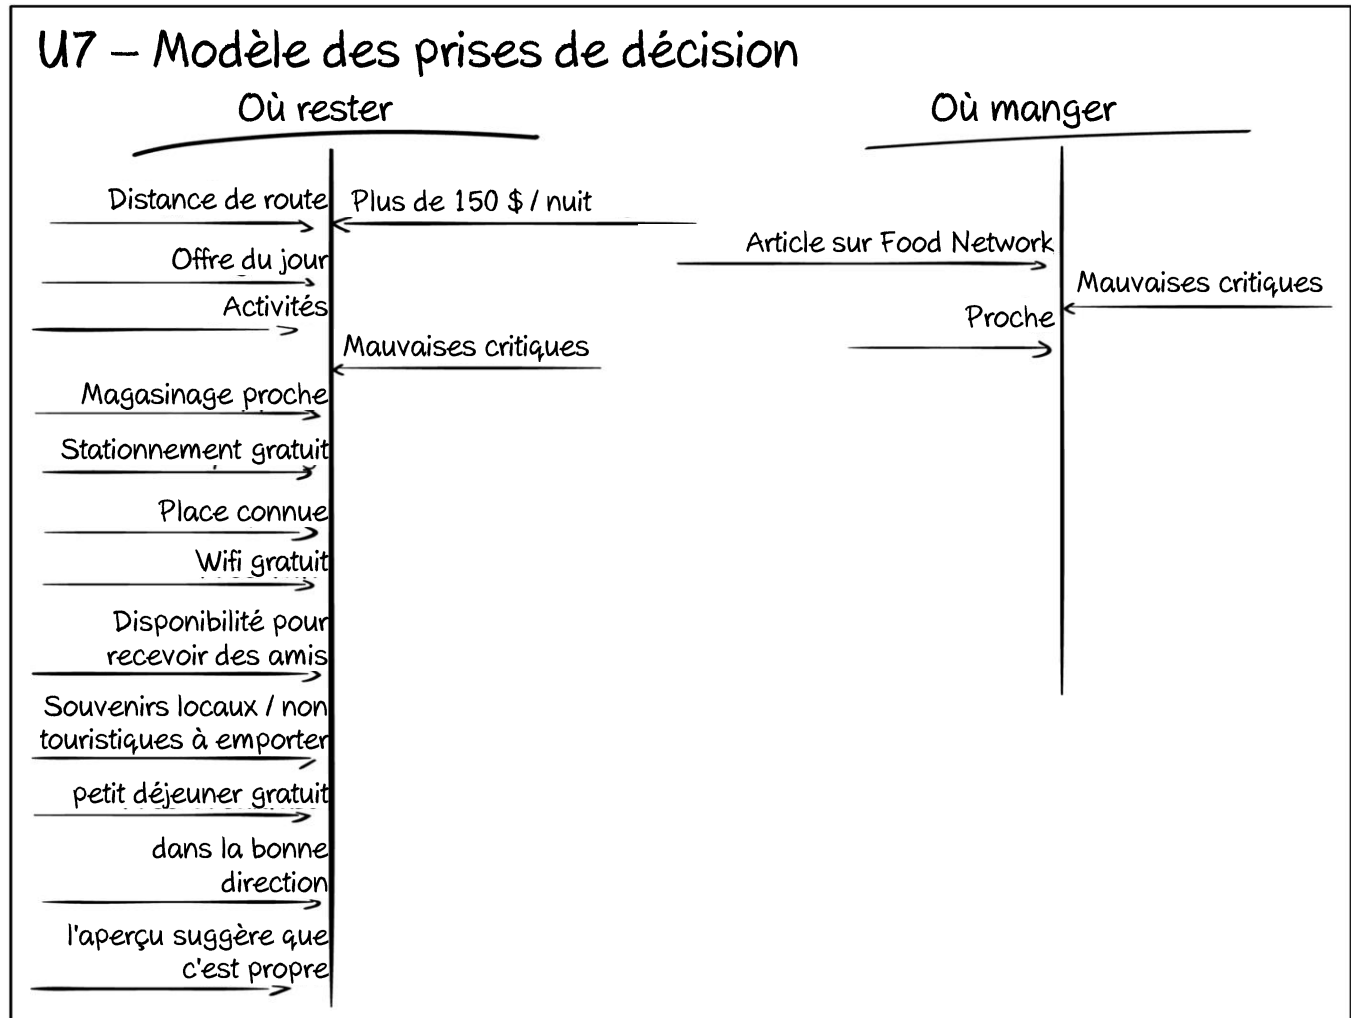 U7 – Modèle des prises de décision
Où rester
Distance de route
Plus de 150 $ / nuit
Offre du jour
Activités
Mauvaises critiques
Magasinage proche
Stationnement gratuit
Place connue
Wifi gratuit
Disponibilité pour
recevoir des amis
Souvenirs locaux / non
touristiques à emporter
petit déjeuner gratuit
dans la bonne
direction
l'aperçu suggère que
c'est propre
Où manger
Article sur Food Network
Mauvaises critiques
Proche